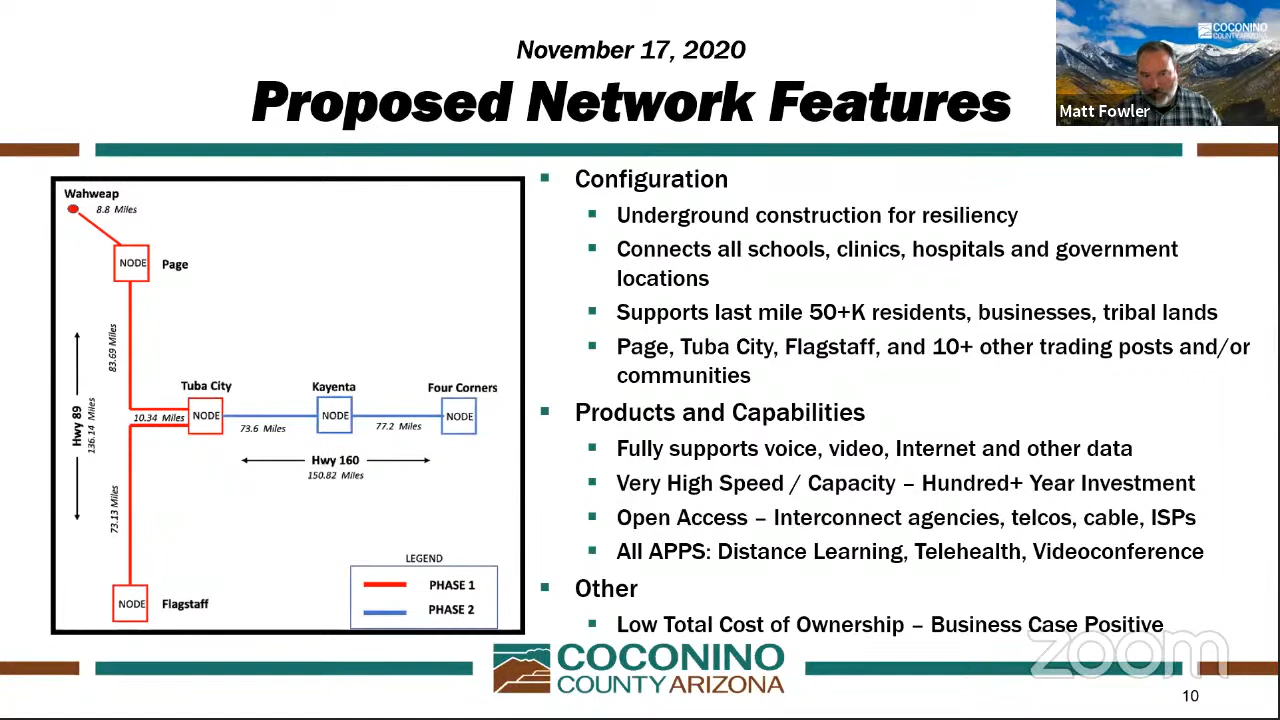 November 17, 2020
Proposed Network Features
COCONINO
COUNTY ARIZONA
Matt Fowler
Wahweap
8.8 Miles
NODE
Page
83.69 Miles
Hwy 89
136.14 Miles
Tuba City
Kayenta
Four Corners
10.34 Miles
NODE
NODE
NODE
73.6 Miles
77.2 Miles
Hwy 160
150.82 Miles
73.13 Miles
LEGEND
PHASE 1
PHASE 2
NODE
Flagstaff
Configuration
Underground construction for resiliency
Connects all schools, clinics, hospitals and government
locations
Supports last mile 50+K residents, businesses, tribal lands
Page, Tuba City, Flagstaff, and 10+ other trading posts and/or
communities
Products and Capabilities
Fully supports voice, video, Internet and other data
Very High Speed / Capacity – Hundred+ Year Investment
Open Access – Interconnect agencies, telcos, cable, ISPs
All APPS: Distance Learning, Telehealth, Videoconference
Other
Low Total Cost of Ownership – Business Case Positive
zoom
COCONINO
COUNTY ARIZONA
10